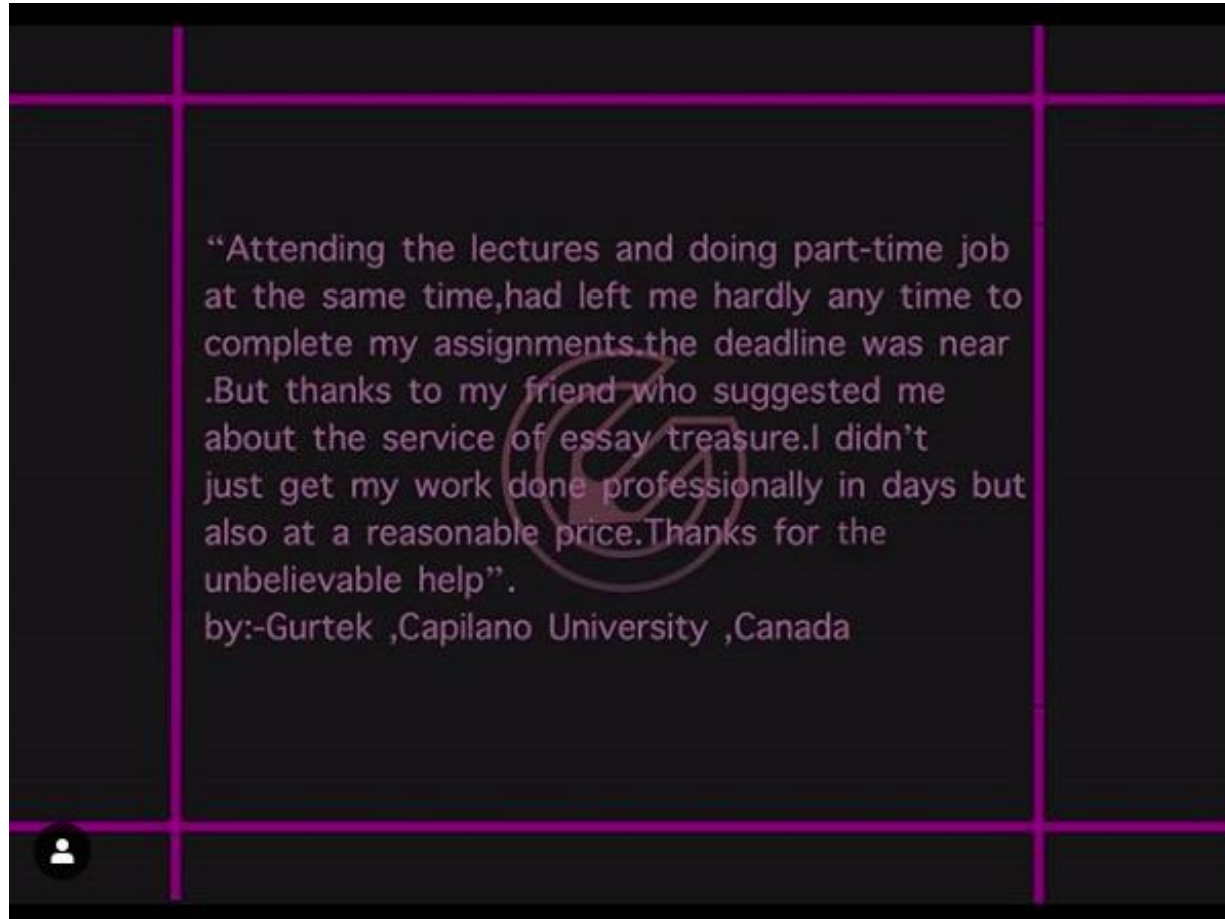 “Attending the lectures and doing part-time job
at the same time,had left me hardly any time to
complete my assignments.the deadline was near
.But thanks to my friend who suggested me
about the service of essay treasure.I didn’t
just get my work done professionally in days but
also at a reasonable price.Thanks for the
unbelievable help”.
by:-Gurtek ,Capilano University ,Canada